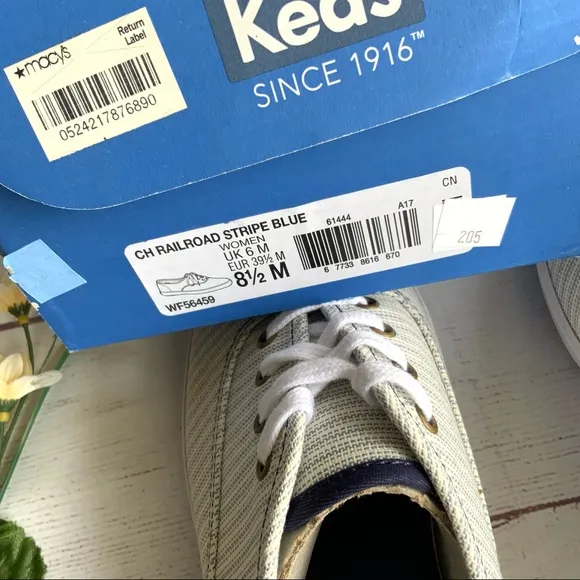 ★macy's
Return
Label
0524217876890
Keds
SINCE 1916™
CH RAILROAD STRIPE BLUE
WOMEN
UK 6 M
EUR 39½ M
8½ M
WF56459
61444
A17
CN
6 7733 8616 670
205